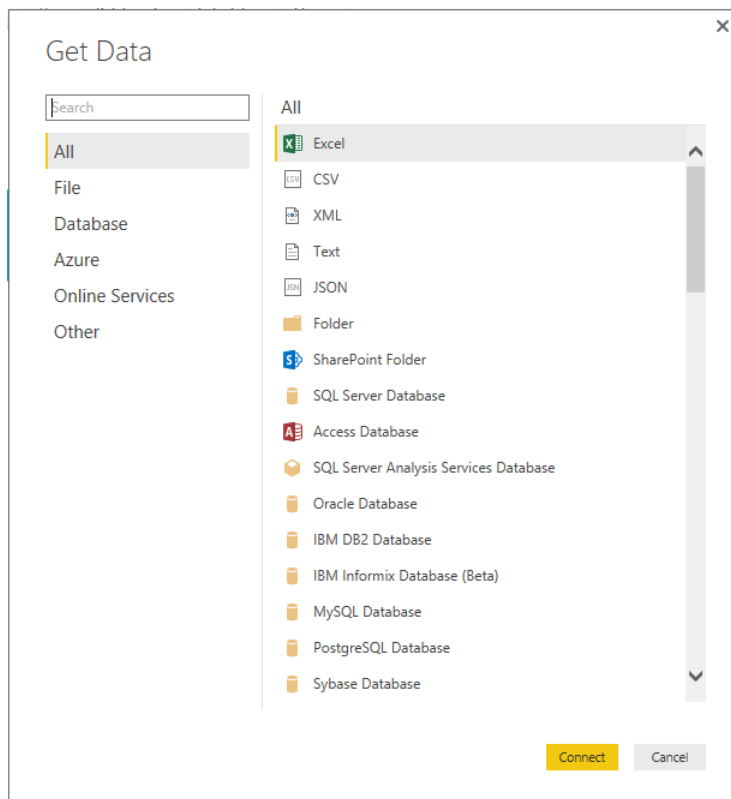 Get Data
Search
All
File
Database
Azure
Online Services
Other
All
Excel
CSV
XML
Text
JSON
Folder
SharePoint Folder
SQL Server Database
Access Database
SQL Server Analysis Services Database
Oracle Database
IBM DB2 Database
IBM Informix Database (Beta)
MySQL Database
PostgreSQL Database
Sybase Database
Connect
Cancel